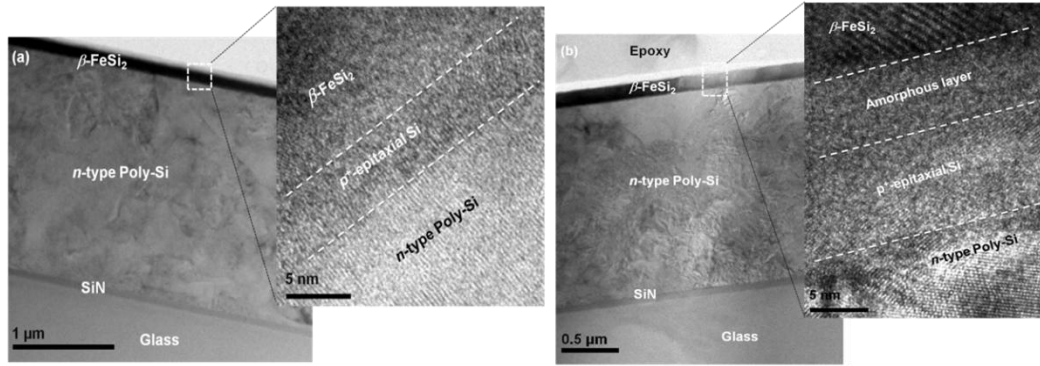 (a)
β-FeSi₂
n-type Poly-Si
SiN
Glass
1 μm
β-FeSi₂
p⁺-epitaxial Si
n-type Poly-Si
5 nm
(b)
Epoxy
β-FeSi₂
n-type Poly-Si
SiN
Glass
0.5 μm
β-FeSi₂
Amorphous layer
p⁺-epitaxial Si
n-type Poly-Si
5 nm